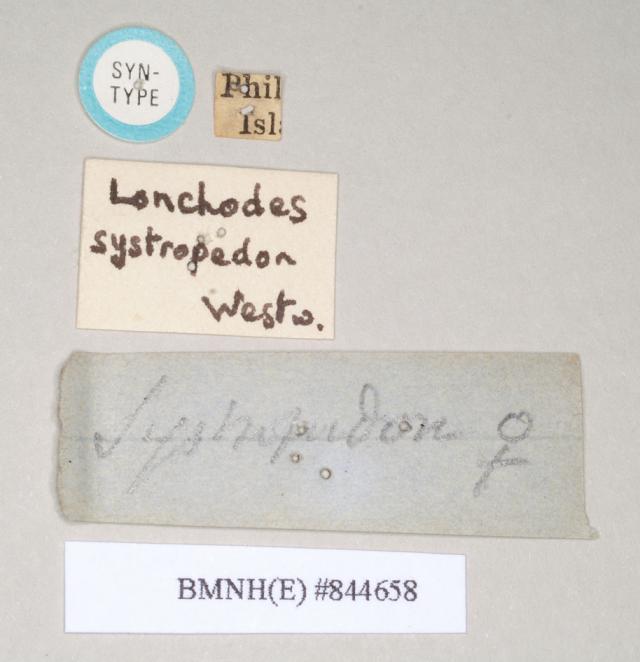 SYN-
TYPE
Phil
Isl
Lonchodes
systropedon
Westw.
Systropedon ♀
BMNH(E) #844658